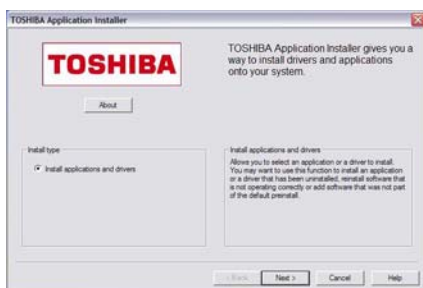 TOSHIBA Application Installer
TOSHIBA
TOSHIBA Application Installer gives you a
way to install drivers and applications
onto your system.
About
Install type
Install applications and drivers
Install applications and drivers
Allows you to select an application or a driver to install.
You may want to use this function to install an application
or a driver that has been uninstalled, reinstall software that
is not operating correctly or add software that was not part
of the default preinstall.
< Back
Next >
Cancel
Help